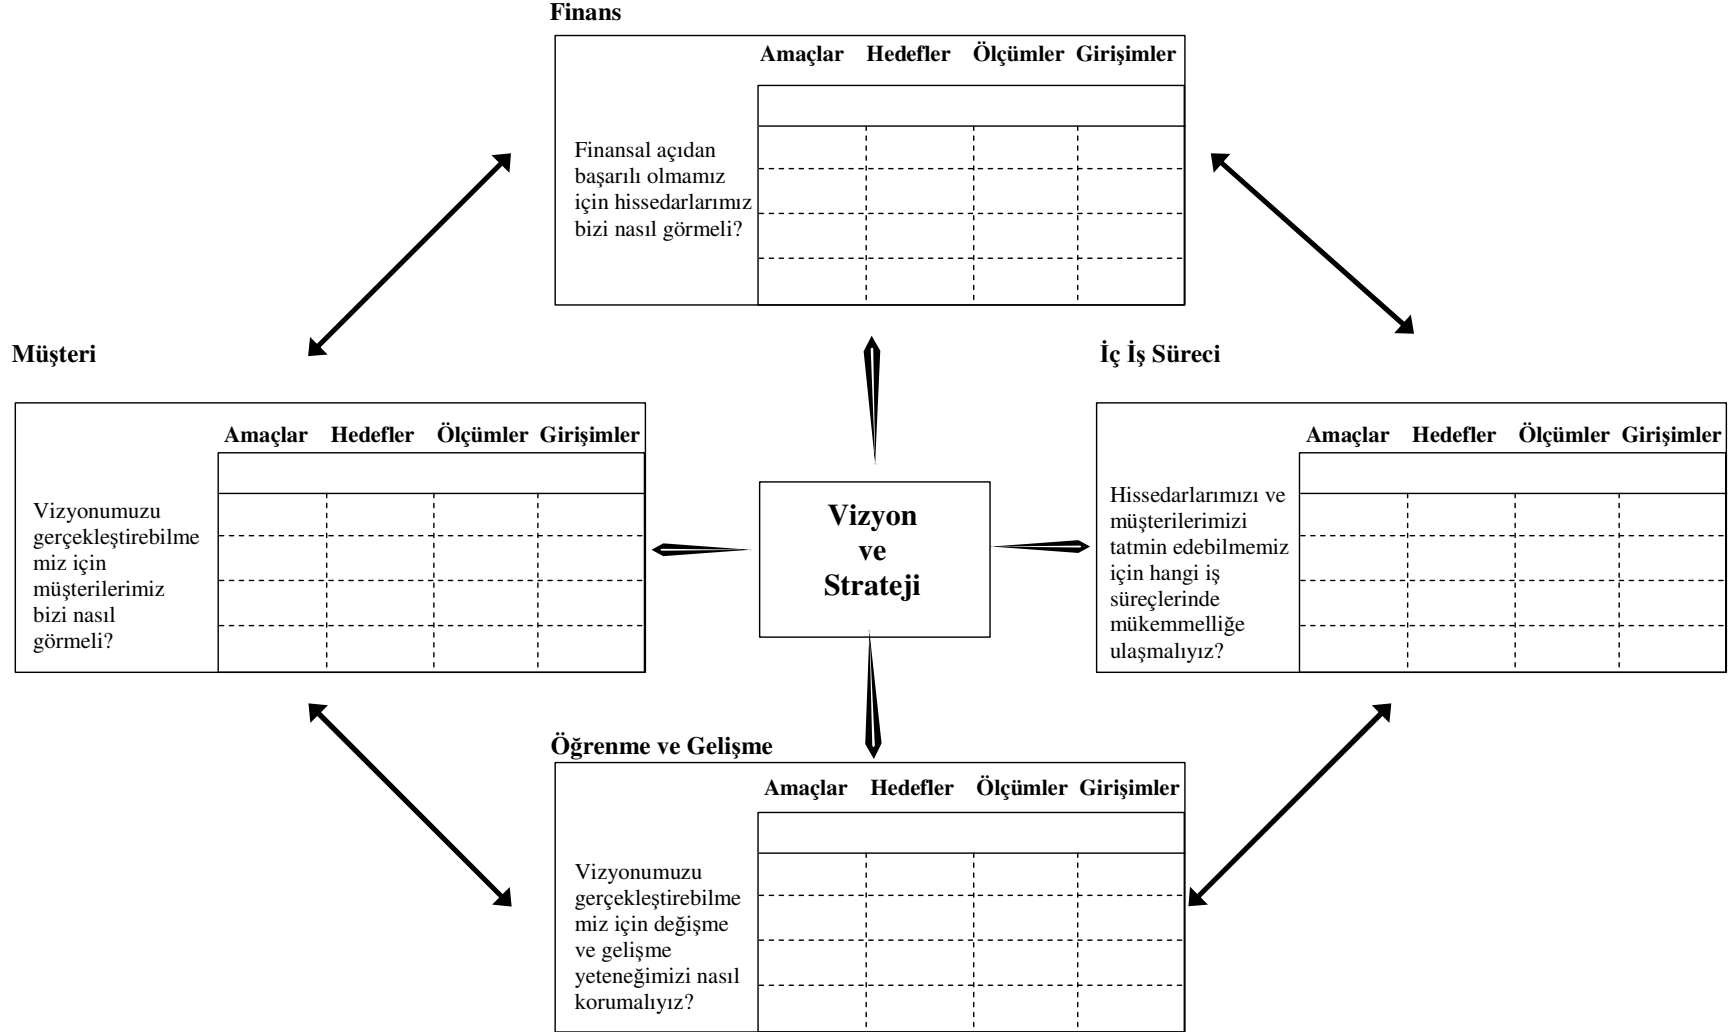 Finans
Amaçlar Hedefler Ölçümler Girişimler
Finansal açıdan
başarılı olmamız
için hissedarlarımız
bizi nasıl görmeli?
Müşteri
Amaçlar Hedefler Ölçümler Girişimler
Vizyonumuzu
gerçekleştirebilme
miz için
müşterilerimiz
bizi nasıl
görmeli?
Vizyon
ve
Strateji
İç İş Süreci
Amaçlar Hedefler Ölçümler Girişimler
Hissedarlarımızı ve
müşterilerimizi
tatmin edebilmemiz
için hangi iş
süreçlerinde
mükemmelliğe
ulaşmalıyız?
Öğrenme ve Gelişme
Amaçlar Hedefler Ölçümler Girişimler
Vizyonumuzu
gerçekleştirebilme
miz için değişme
ve gelişme
yeteneğimizi nasıl
korumalıyız?